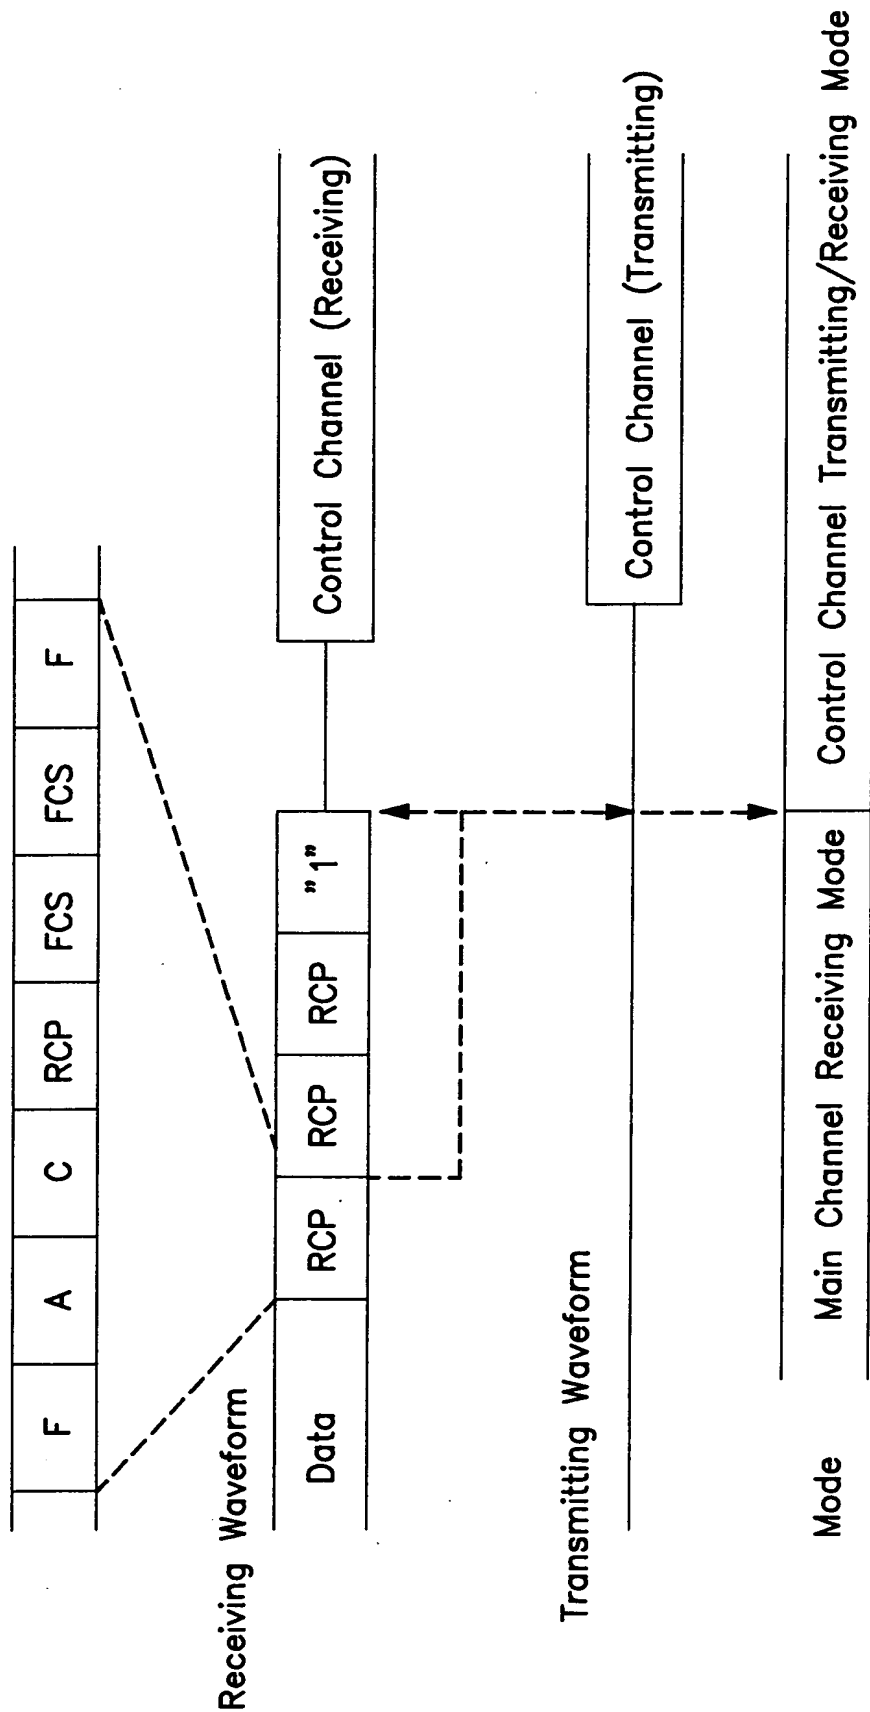 F A C RCP FCS FCS F
Receiving Waveform
Data RCP RCP RCP "1" Control Channel (Receiving)
Transmitting Waveform
Control Channel (Transmitting)
Mode Main Channel Receiving Mode Control Channel Transmitting/Receiving Mode